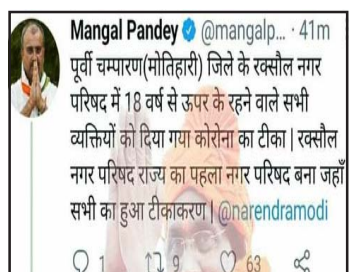 Mangal Pandey @mangalp... · 41m
पूर्वी चम्पारण(मोतिहारी) जिले के रक्सौल नगर
परिषद में 18 वर्ष से ऊपर के रहने वाले सभी
व्यक्तियों को दिया गया कोरोना का टीका | रक्सौल
नगर परिषद राज्य का पहला नगर परिषद बना जहाँ
सभी का हुआ टीकाकरण | @narendramodi
1 9 63